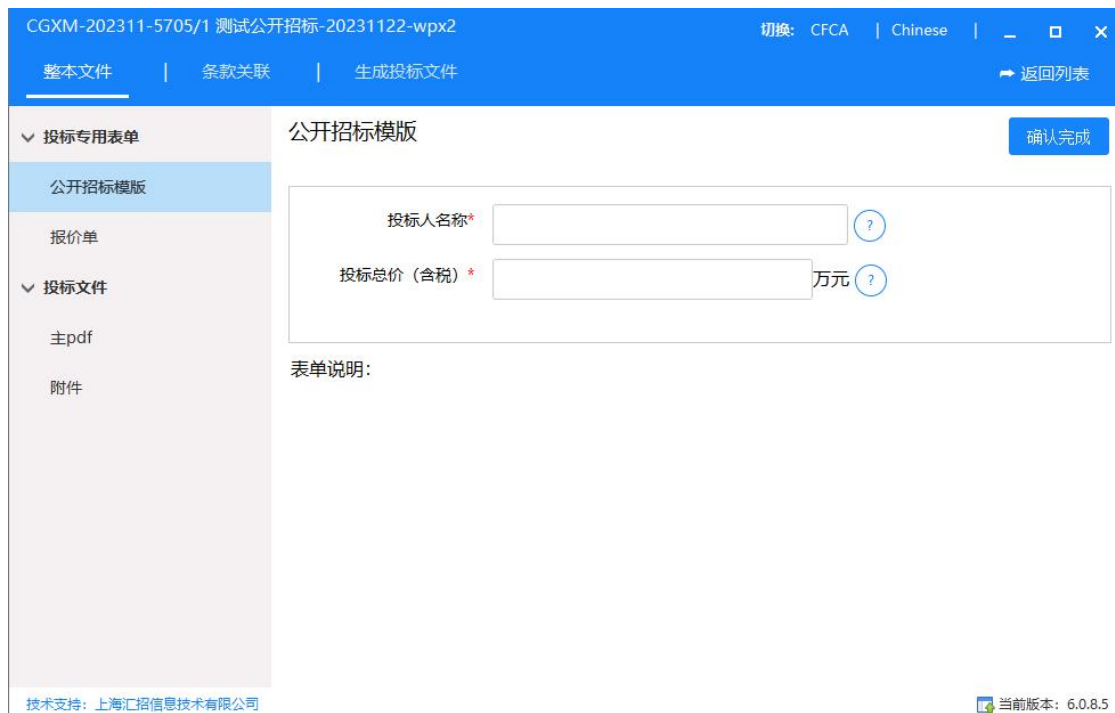 CGXM-202311-5705/1 测试公开招标-20231122-wpx2
切换: CFCA | Chinese |
整本文件 | 条款关联 | 生成投标文件
返回列表
投标专用表单
公开招标模版
报价单
投标文件
主pdf
附件
公开招标模版
确认完成
投标人名称*
?
投标总价（含税）*
万元 ?
表单说明：
技术支持：上海汇招信息技术有限公司
当前版本：6.0.8.5